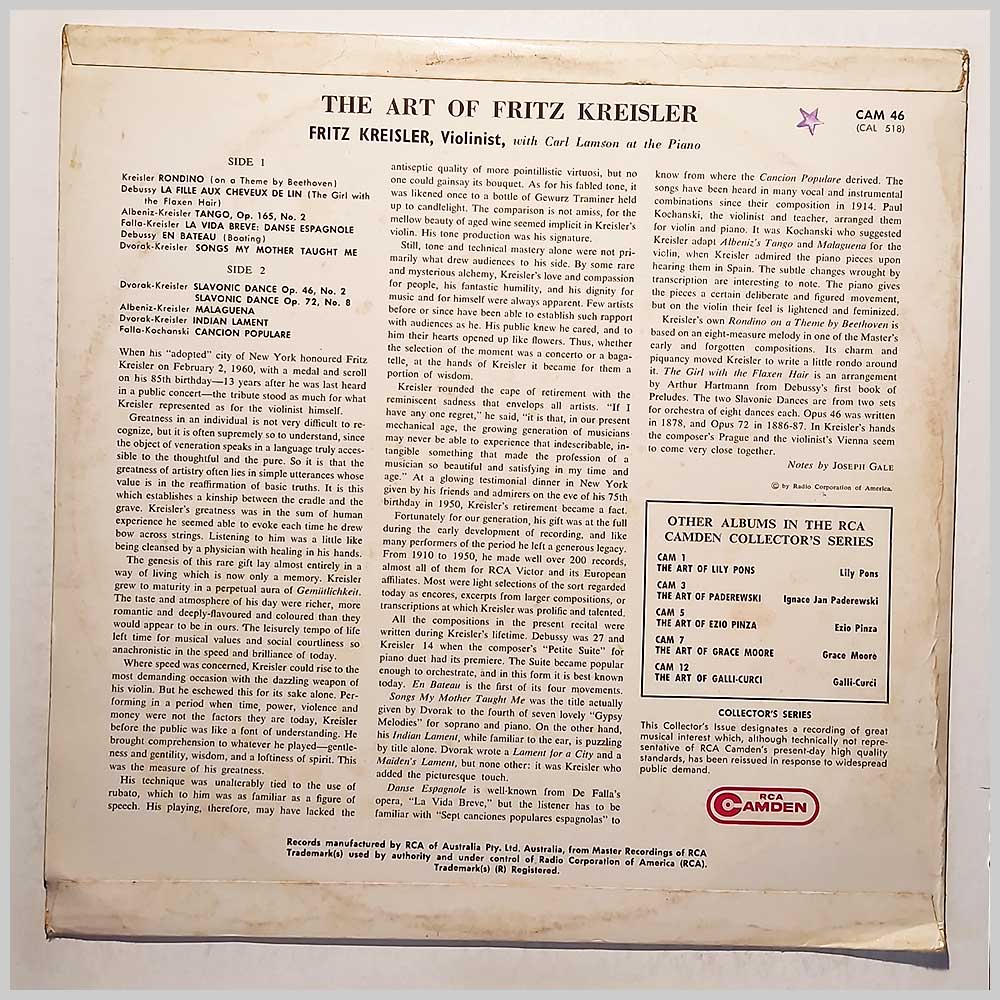 THE ART OF FRITZ KREISLER
FRITZ KREISLER, Violinist, with Carl Lamson at the Piano
CAM 46
(CAL 518)
SIDE 1
Kreisler RONDINO (on a Theme by Beethoven)
Debussy LA FILLE AUX CHEVEUX DE LIN (The Girl with
the Flaxen Hair)
Albeniz-Kreisler TANGO, Op. 165, No. 2
Falla-Kreisler LA VIDA BREVE: DANSE ESPAGNOLE
Debussy EN BATEAU (Boating)
Dvorak-Kreisler SONGS MY MOTHER TAUGHT ME
SIDE 2
Dvorak-Kreisler SLAVONIC DANCE Op. 46, No. 2
SLAVONIC DANCE Op. 72, No. 8
Albeniz-Kreisler MALAGUENA
Dvorak-Kreisler INDIAN LAMENT
Falla-Kochanski CANCION POPULARE
When his "adopted" city of New York honoured Fritz
Kreisler on February 2, 1960, with a medal and scroll
on his 85th birthday—13 years after he was last heard
in a public concert—the tribute stood as much for what
Kreisler represented as for the violinist himself.
Greatness in an individual is not very difficult to re-
cognize, but it is often supremely so to understand, since
the object of veneration speaks in a language truly acces-
sible to the thoughtful and the pure. So it is that the
greatness of artistry often lies in simple utterances whose
value is in the reaffirmation of basic truths. It is this
which establishes a kinship between the cradle and the
grave. Kreisler's greatness was in the sum of human
experience he seemed able to evoke each time he drew
bow across strings. Listening to him was a little like
being cleansed by a physician with healing in his hands.
The genesis of this rare gift lay almost entirely in a
way of living which is now only a memory. Kreisler
grew to maturity in a perpetual aura of Gemütlichkeit.
The taste and atmosphere of his day were richer, more
romantic and deeply-flavoured and coloured than they
would appear to be in ours. The leisurely tempo of life
left time for musical values and social courtliness so
anachronistic in the speed and brilliance of today.
Where speed was concerned, Kreisler could rise to the
most demanding occasion with the dazzling weapon of
his violin. But he eschewed this for its sake alone. Per-
forming in a period when time, power, violence and
money were not the factors they are today, Kreisler
before the public was like a font of understanding. He
brought comprehension to whatever he played—gentle-
ness and gentility, wisdom, and a loftiness of spirit. This
was the measure of his greatness.
His technique was unalterably tied to the use of
rubato, which to him was as familiar as a figure of
speech. His playing, therefore, may have lacked the
antiseptic quality of more pointillistic virtuosi, but no
one could gainsay its bouquet. As for his fabled tone, it
was likened once to a bottle of Gewurz Traminer held
up to candlelight. The comparison is not amiss, for the
mellow beauty of aged wine seemed implicit in Kreisler's
violin. His tone production was his signature.
Still, tone and technical mastery alone were not pri-
marily what drew audiences to his side. By some rare
and mysterious alchemy, Kreisler's love and compassion
for people, his fantastic humility, and his dignity for
music and for himself were always apparent. Few artists
before or since have been able to establish such rapport
with audiences as he. His public knew he cared, and to
him their hearts opened up like flowers. Thus, whether
the selection of the moment was a concerto or a baga-
telle, at the hands of Kreisler it became for them a
portion of wisdom.
Kreisler rounded the cape of retirement with the
reminiscent sadness that envelops all artists. "If I
have any one regret," he said, "it is that, in our present
mechanical age, the growing generation of musicians
may never be able to experience that indescribable, in-
tangible something that made the profession of a
musician so beautiful and satisfying in my time and
age." At a glowing testimonial dinner in New York
given by his friends and admirers on the eve of his 75th
birthday in 1950, Kreisler's retirement became a fact.
Fortunately for our generation, his gift was at the full
during the early development of recording, and like
many performers of the period he left a generous legacy.
From 1910 to 1950, he made well over 200 records,
almost all of them for RCA Victor and its European
affiliates. Most were light selections of the sort regarded
today as encores, excerpts from larger compositions, or
transcriptions at which Kreisler was prolific and talented.
All the compositions in the present recital were
written during Kreisler's lifetime. Debussy was 27 and
Kreisler 14 when the composer's "Petite Suite" for
piano duet had its premiere. The Suite became popular
enough to orchestrate, and in this form it is best known
today. En Bateau is the first of its four movements.
Songs My Mother Taught Me was the title actually
given by Dvorak to the fourth of seven lovely "Gypsy
Melodies" for soprano and piano. On the other hand,
his Indian Lament, while familiar to the ear, is puzzling
by title alone. Dvorak wrote a Lament for a City and a
Maiden's Lament, but none other: it was Kreisler who
added the picturesque touch.
Danse Espagnole is well-known from De Falla's
opera, "La Vida Breve," but the listener has to be
familiar with "Sept canciones populares espagnolas" to
know from where the Cancion Populare derived. The
songs have been heard in many vocal and instrumental
combinations since their composition in 1914. Paul
Kochanski, the violinist and teacher, arranged them
for violin and piano. It was Kochanski who suggested
Kreisler adapt Albeniz's Tango and Malaguena for the
violin, when Kreisler admired the piano pieces upon
hearing them in Spain. The subtle changes wrought by
transcription are interesting to note. The piano gives
the pieces a certain deliberate and figured movement,
but on the violin their feel is lightened and feminized.
Kreisler's own Rondino on a Theme by Beethoven is
based on an eight-measure melody in one of the Master's
early and forgotten compositions. Its charm and
piquancy moved Kreisler to write a little rondo around
it. The Girl with the Flaxen Hair is an arrangement
by Arthur Hartmann from Debussy's first book of
Preludes. The two Slavonic Dances are from two sets
for orchestra of eight dances each. Opus 46 was written
in 1878, and Opus 72 in 1886-87. In Kreisler's hands
the composer's Prague and the violinist's Vienna seem
to come very close together.
Notes by JOSEPH GALE
© by Radio Corporation of America.
OTHER ALBUMS IN THE RCA
CAMDEN COLLECTOR'S SERIES
CAM 1
THE ART OF LILY PONS Lily Pons
CAM 3
THE ART OF PADEREWSKI Ignace Jan Paderewski
CAM 5
THE ART OF EZIO PINZA Ezio Pinza
CAM 7
THE ART OF GRACE MOORE Grace Moore
CAM 12
THE ART OF GALLI-CURCI Galli-Curci
COLLECTOR'S SERIES
This Collector's Issue designates a recording of great
musical interest which, although technically not repre-
sentative of RCA Camden's present-day high quality
standards, has been reissued in response to widespread
public demand.
RCA
CAMDEN
Records manufactured by RCA of Australia Pty. Ltd. Australia, from Master Recordings of RCA
Trademark(s) used by authority and under control of Radio Corporation of America (RCA).
Trademark(s) (R) Registered.